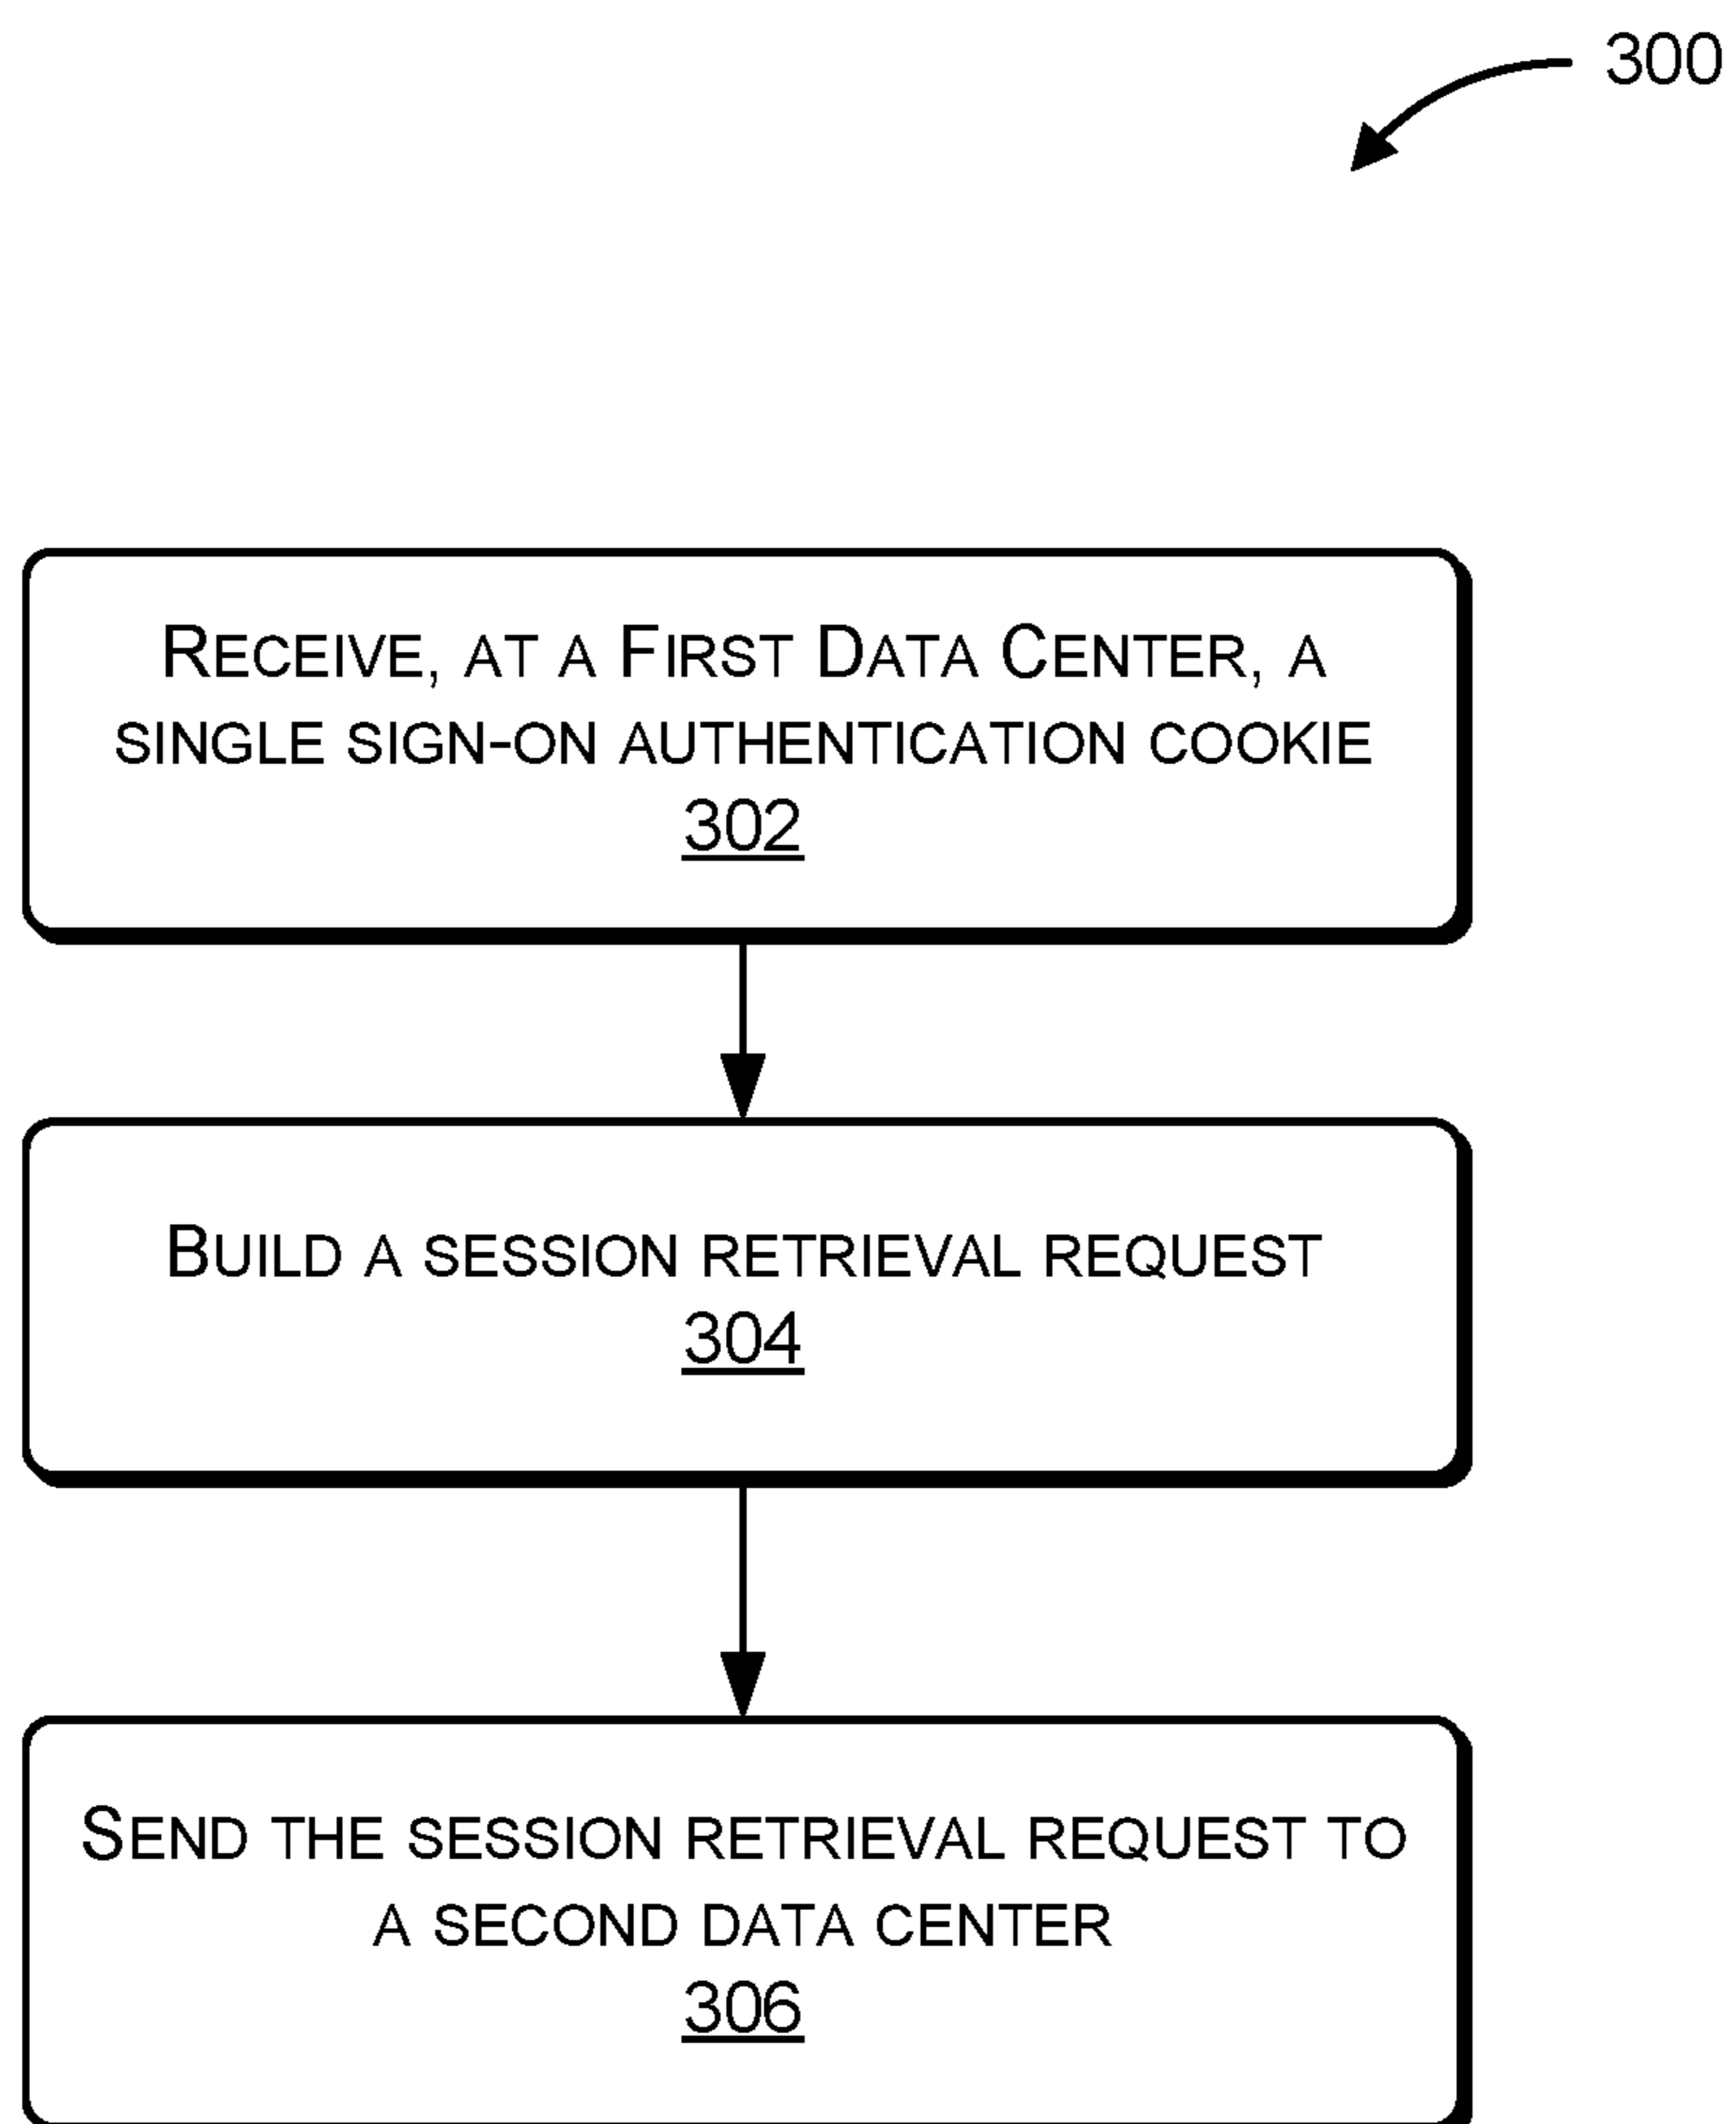 300
Receive, at a First Data Center, a
single sign-on authentication cookie
302
Build a session retrieval request
304
Send the session retrieval request to
a second data center
306